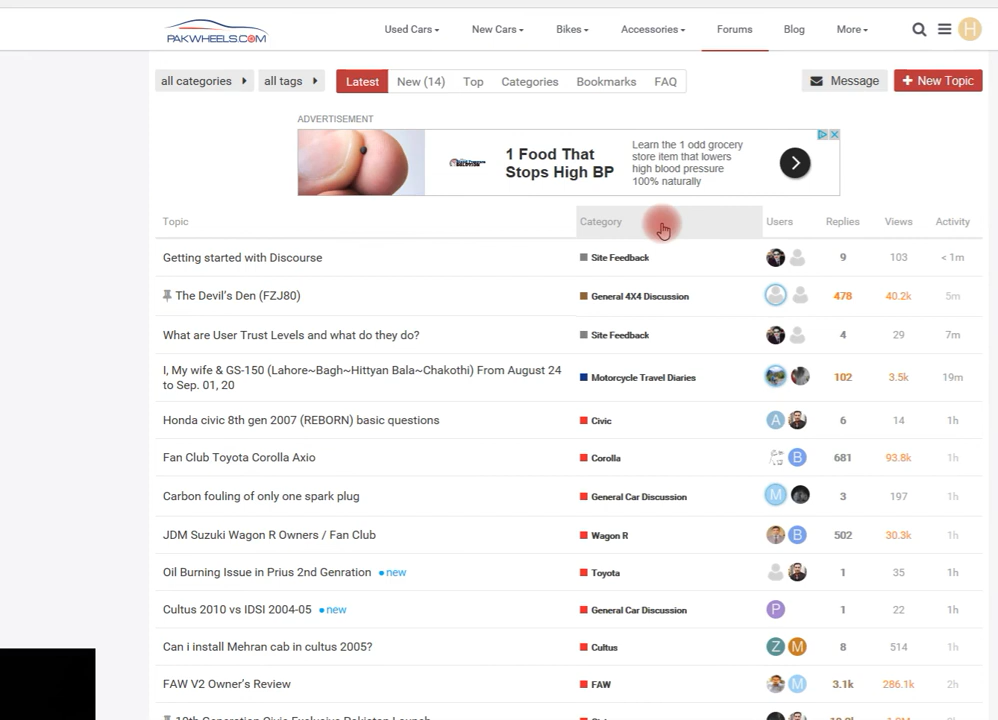 PAKWHEELS.COM
Used Cars New Cars Bikes Accessories Forums Blog More H
all categories all tags Latest New (14) Top Categories Bookmarks FAQ Message + New Topic
ADVERTISEMENT
1 Food That
Stops High BP
Learn the 1 odd grocery
store item that lowers
high blood pressure
100% naturally
Topic Category Users Replies Views Activity
Getting started with Discourse Site Feedback 9 103 < 1m
The Devil's Den (FZJ80) General 4X4 Discussion 478 40.2k 5m
What are User Trust Levels and what do they do? Site Feedback 4 29 7m
I, My wife & GS-150 (Lahore~Bagh~Hittyan Bala~Chakothi) From August 24
to Sep. 01, 20 Motorcycle Travel Diaries 102 3.5k 19m
Honda civic 8th gen 2007 (REBORN) basic questions Civic A 6 14 1h
Fan Club Toyota Corolla Axio Corolla B 681 93.8k 1h
Carbon fouling of only one spark plug General Car Discussion M 3 197 1h
JDM Suzuki Wagon R Owners / Fan Club Wagon R B 502 30.3k 1h
Oil Burning Issue in Prius 2nd Genration new Toyota 1 35 1h
Cultus 2010 vs IDSI 2004-05 new General Car Discussion P 1 22 1h
Can i install Mehran cab in cultus 2005? Cultus Z M 8 514 1h
FAW V2 Owner's Review FAW M 3.1k 286.1k 2h